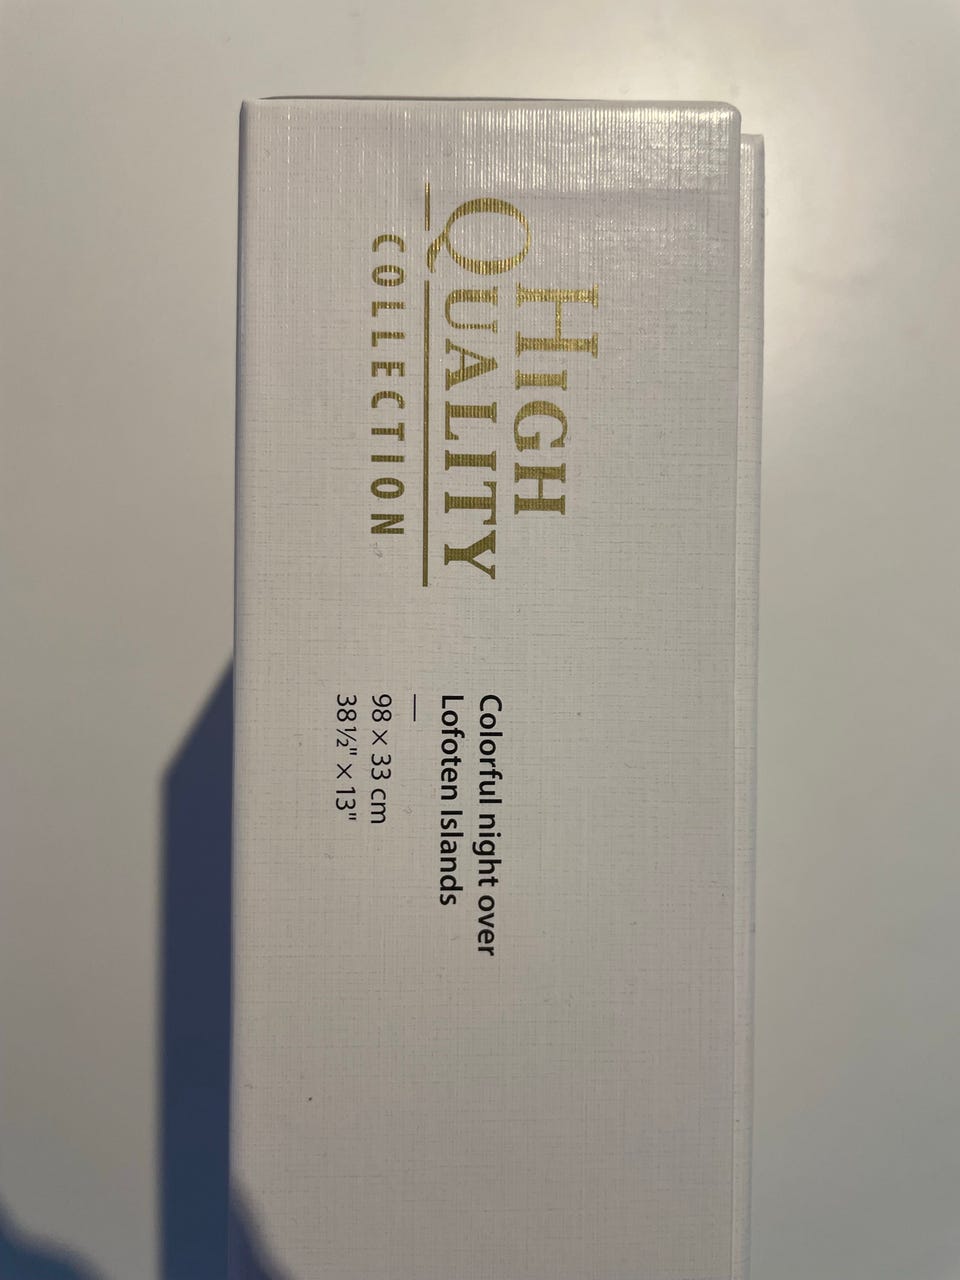 HIGH
QUALITY
COLLECTION
Colorful night over
Lofoten Islands
—
98 × 33 cm
38½" × 13"